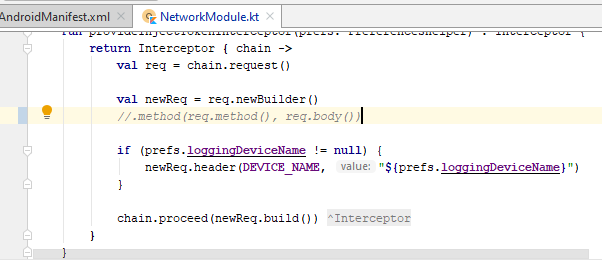 AndroidManifest.xml × NetworkModule.kt ×
return Interceptor { chain ->
val req = chain.request()
val newReq = req.newBuilder()
//.method(req.method(), req.body())
if (prefs.loggingDeviceName != null) {
newReq.header(DEVICE_NAME, value: "${prefs.loggingDeviceName}")
}
chain.proceed(newReq.build()) ^Interceptor
}
}